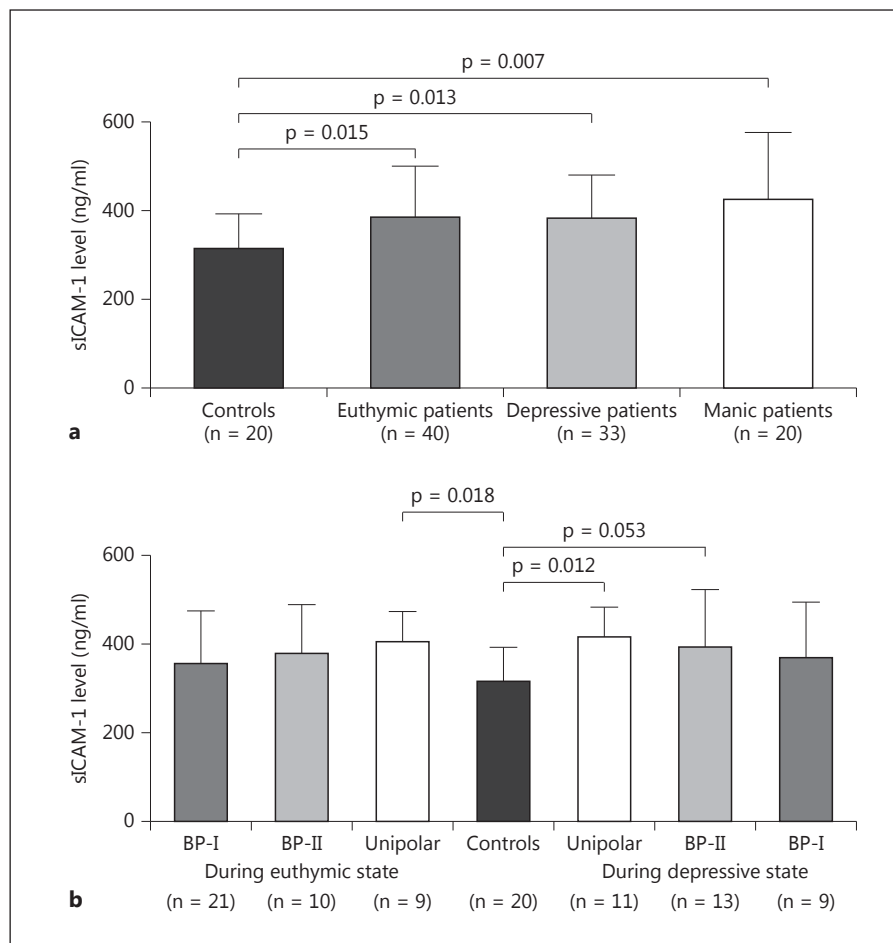 p = 0.007
p = 0.013
p = 0.015
600
400
200
0
sICAM-1 level (ng/ml)
Controls Euthymic patients Depressive patients Manic patients
(n = 20) (n = 40) (n = 33) (n = 20)
a
p = 0.018
p = 0.053
p = 0.012
600
400
200
0
sICAM-1 level (ng/ml)
BP-I BP-II Unipolar Controls Unipolar BP-II BP-I
During euthymic state During depressive state
b (n = 21) (n = 10) (n = 9) (n = 20) (n = 11) (n = 13) (n = 9)